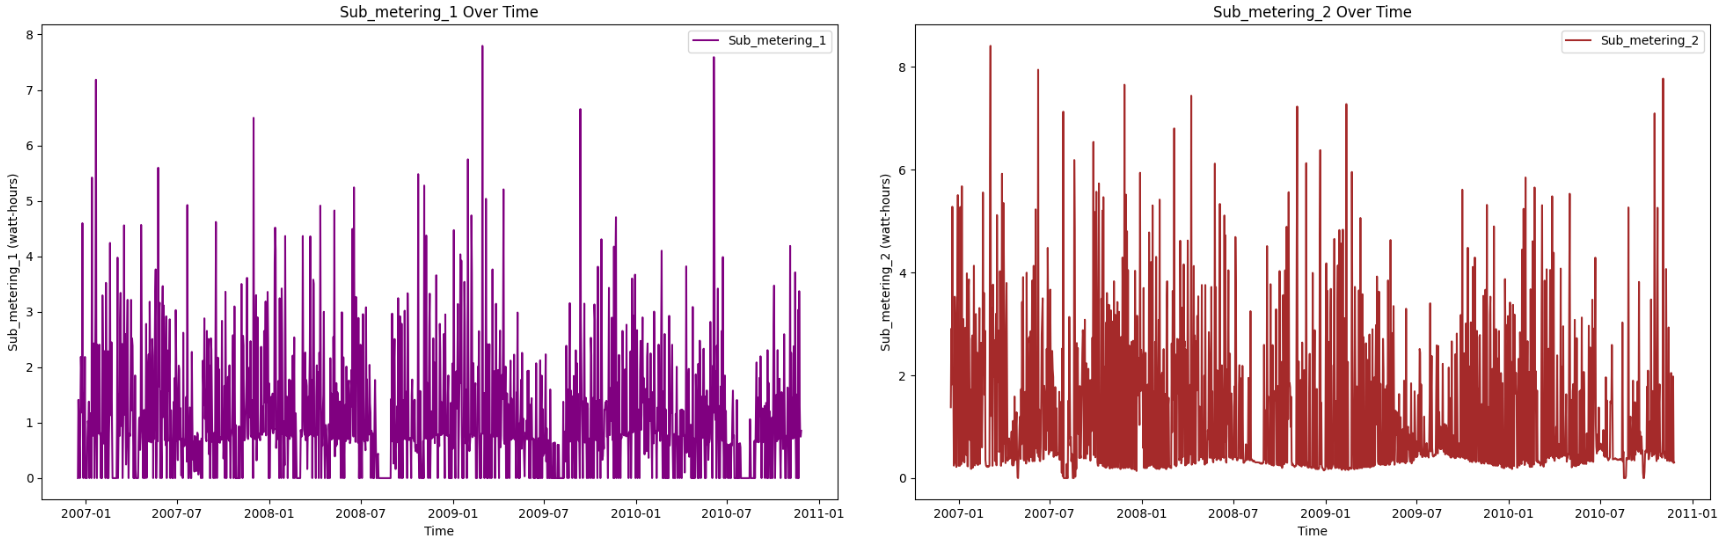 Sub_metering_1 Over Time
Sub_metering_1
Sub_metering_1 (watt-hours)
8
7
6
5
4
3
2
1
0
2007-01 2007-07 2008-01 2008-07 2009-01 2009-07 2010-01 2010-07 2011-01
Time
Sub_metering_2 Over Time
Sub_metering_2
Sub_metering_2 (watt-hours)
8
6
4
2
0
2007-01 2007-07 2008-01 2008-07 2009-01 2009-07 2010-01 2010-07 2011-01
Time